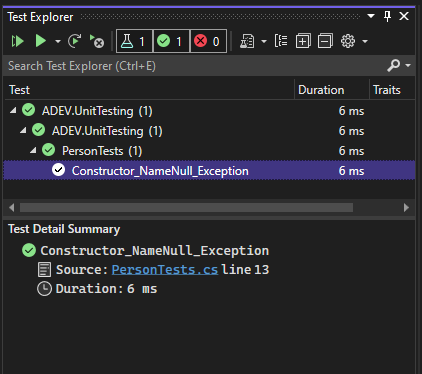 Test Explorer
1 1 0
Search Test Explorer (Ctrl+E)
Test Duration Traits
ADEV.UnitTesting (1) 6 ms
ADEV.UnitTesting (1) 6 ms
PersonTests (1) 6 ms
Constructor_NameNull_Exception 6 ms
Test Detail Summary
Constructor_NameNull_Exception
Source: PersonTests.cs line 13
Duration: 6 ms